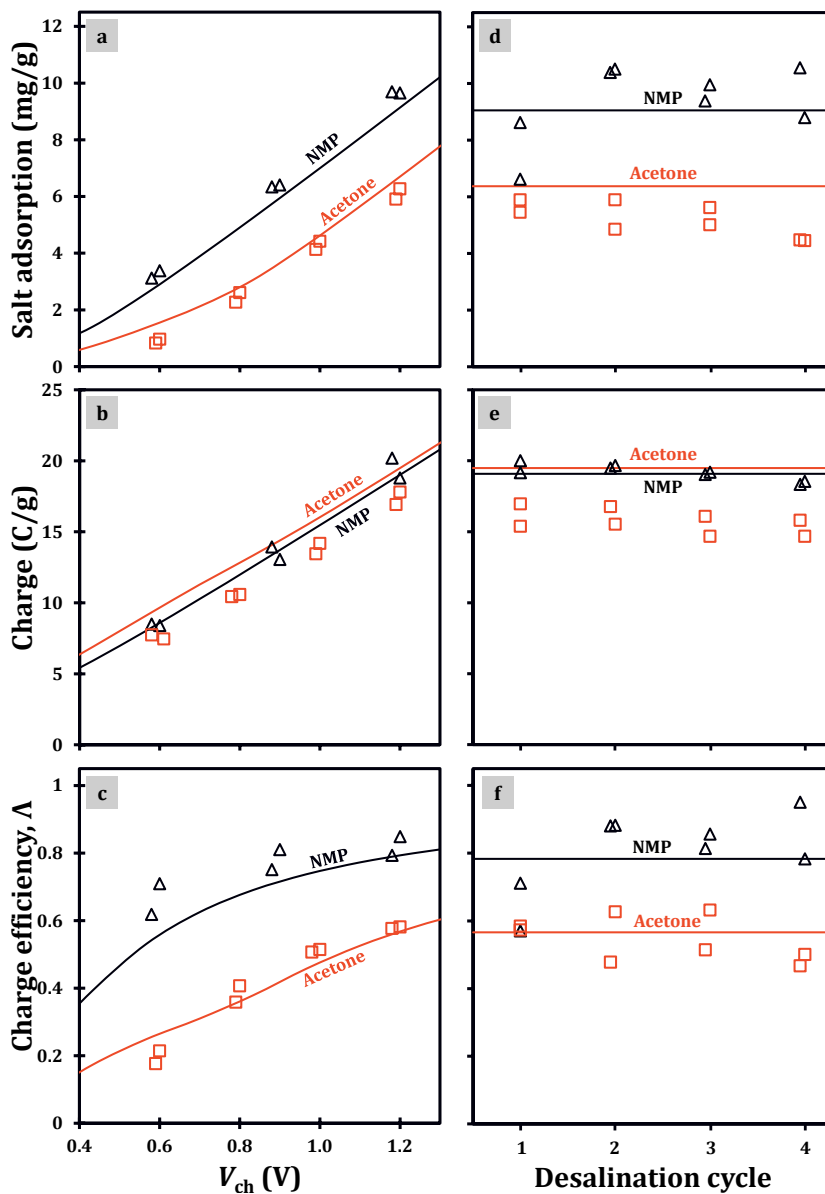 a
Salt adsorption (mg/g)
12
10
8
6
4
2
0
NMP
Acetone
d
NMP
Acetone
b
Charge (C/g)
25
20
15
10
5
0
Acetone
NMP
e
Acetone
NMP
c
Charge efficiency, Λ
1
0.8
0.6
0.4
0.2
0
NMP
Acetone
0.4 0.6 0.8 1.0 1.2
V_ch (V)
f
NMP
Acetone
1 2 3 4
Desalination cycle